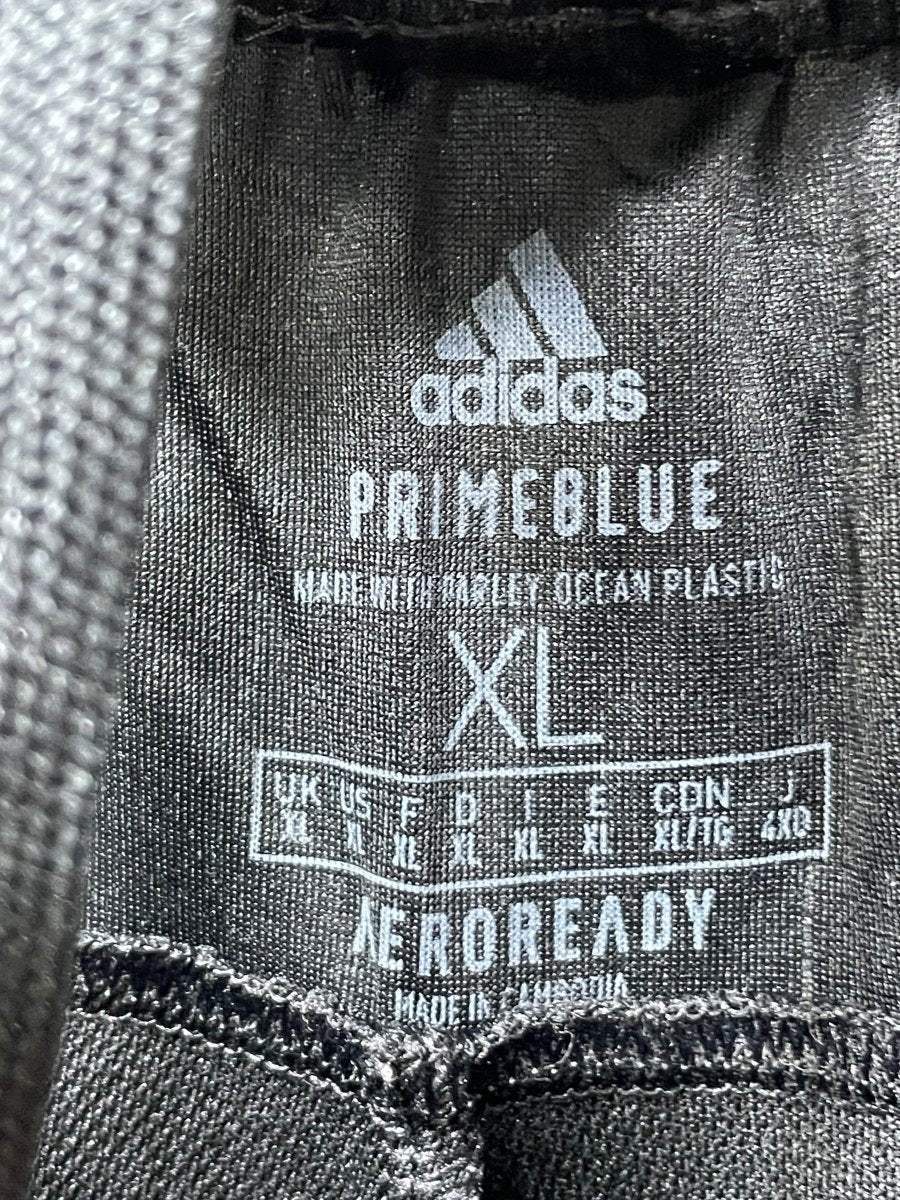 adidas
PRIMEBLUE
MADE WITH PARLEY OCEAN PLASTIC
XL
UK US F D I E CDN J
XL XL XL XL XL XL XL/TG 4XO
AEROREADY
MADE IN CAMBODIA